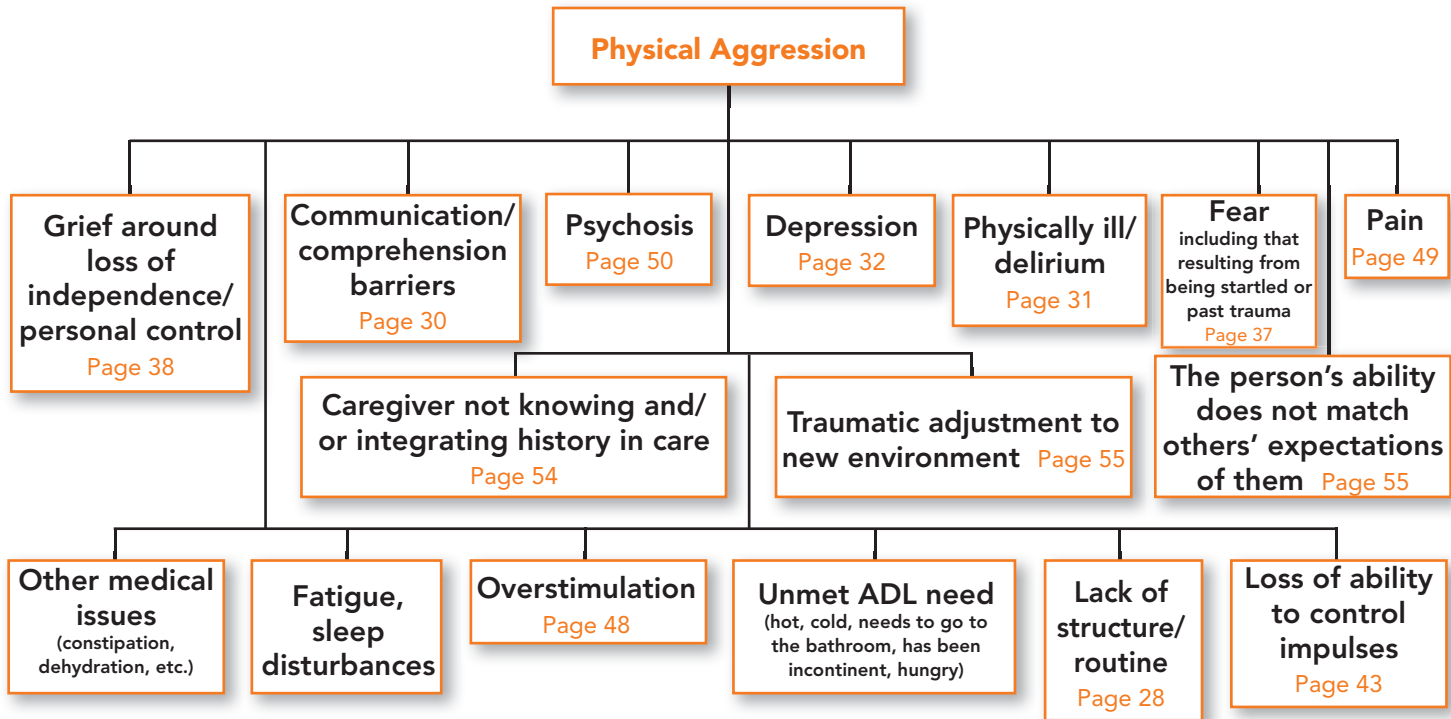 Physical Aggression
Grief around
loss of
independence/
personal control
Page 38
Communication/
comprehension
barriers
Page 30
Psychosis
Page 50
Depression
Page 32
Physically ill/
delirium
Page 31
Fear
including that
resulting from
being startled or
past trauma
Page 37
Pain
Page 49
Caregiver not knowing and/
or integrating history in care
Page 54
Traumatic adjustment to
new environment Page 55
The person’s ability
does not match
others’ expectations
of them Page 55
Other medical
issues
(constipation,
dehydration, etc.)
Fatigue,
sleep
disturbances
Overstimulation
Page 48
Unmet ADL need
(hot, cold, needs to go to
the bathroom, has been
incontinent, hungry)
Lack of
structure/
routine
Page 28
Loss of ability
to control
impulses
Page 43